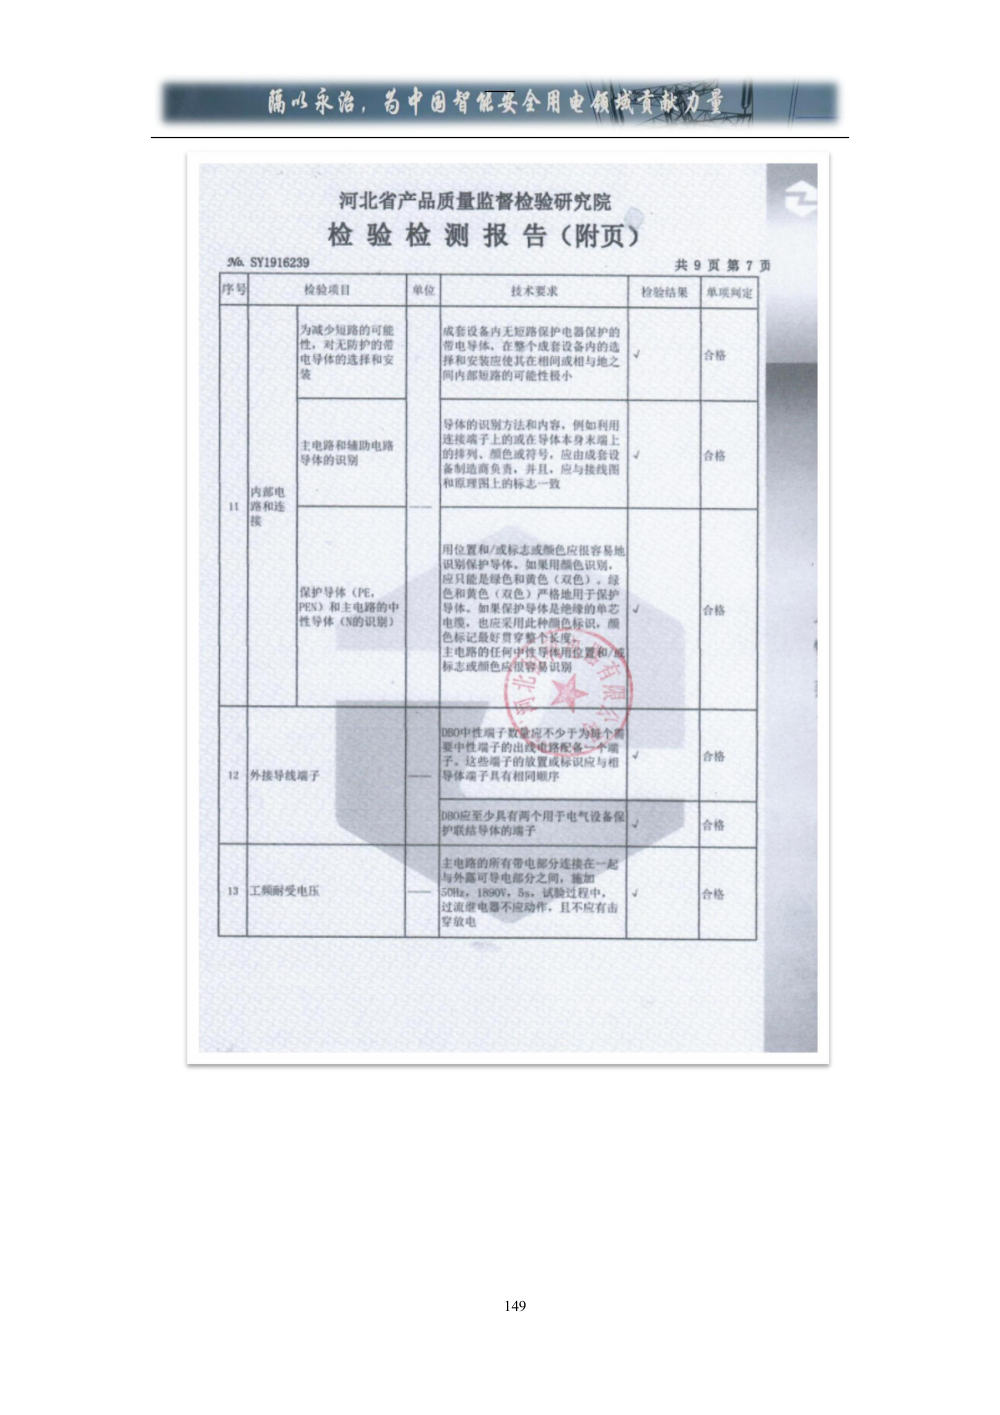 隔以永治，为中国智能安全用电领域贡献力量
河北省产品质量监督检验研究院
检验检测报告（附页）
No. SY1916239
共 9 页 第 7 页
序号 检验项目 单位 技术要求 检验结果 单项判定
11
内部电
路和连
接
为减少短路的可能
性，对无防护的带
电导体的选择和安
装
——
成套设备内无短路保护电器保护的
带电导体，在整个成套设备内的选
择和安装应使其在相间或相与地之
间内部短路的可能性极小
√
合格
主电路和辅助电路
导体的识别
导体的识别方法和内容，例如利用
连接端子上的或在导体本身末端上
的排列、颜色或符号，应由成套设
备制造商负责，并且，应与接线图
和原理图上的标志一致
√
合格
保护导体（PE，
PEN）和主电路的中
性导体（N的识别）
用位置和/或标志或颜色应很容易地
识别保护导体。如果用颜色识别，
应只能是绿色和黄色（双色）。绿
色和黄色（双色）严格地用于保护
导体。如果保护导体是绝缘的单芯
电缆，也应采用此种颜色标识，颜
色标记最好贯穿整个长度。
主电路的任何中性导体用位置和/或
标志或颜色应很容易识别
√
合格
12
外接导线端子
——
DBO中性端子数量应不少于为每个需
要中性端子的出线电路配备一个端
子。这些端子的放置或标识应与相
导体端子具有相同顺序
√
合格
DBO应至少具有两个用于电气设备保
护联结导体的端子
√
合格
13
工频耐受电压
——
主电路的所有带电部分连接在一起
与外露可导电部分之间，施加
50Hz，1890V，5s，试验过程中，
过流继电器不应动作，且不应有击
穿放电
√
合格
149